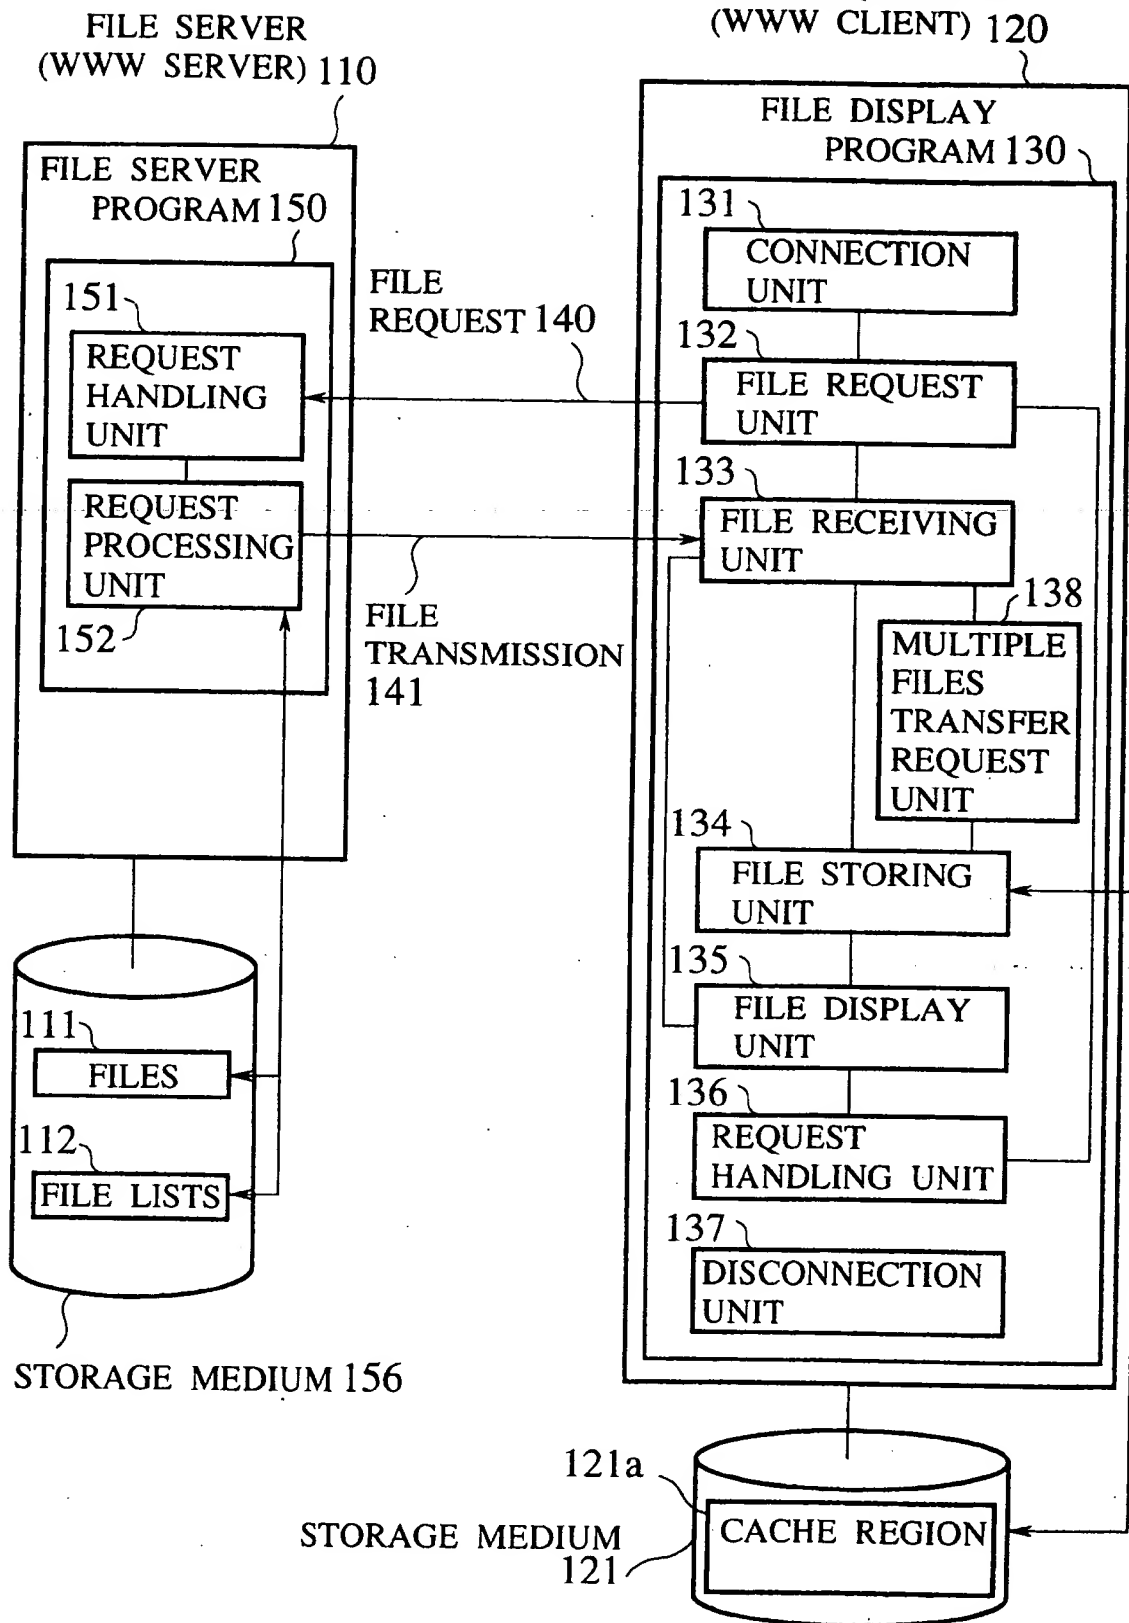 FILE SERVER
(WWW SERVER) 110
FILE SERVER
PROGRAM 150
151
REQUEST
HANDLING
UNIT
REQUEST
PROCESSING
UNIT
152
FILE
REQUEST 140
FILE
TRANSMISSION
141
111
FILES
112
FILE LISTS
STORAGE MEDIUM 156
(WWW CLIENT) 120
FILE DISPLAY
PROGRAM 130
131
CONNECTION
UNIT
132
FILE REQUEST
UNIT
133
FILE RECEIVING
UNIT
138
MULTIPLE
FILES
TRANSFER
REQUEST
UNIT
134
FILE STORING
UNIT
135
FILE DISPLAY
UNIT
136
REQUEST
HANDLING UNIT
137
DISCONNECTION
UNIT
121a
CACHE REGION
STORAGE MEDIUM
121